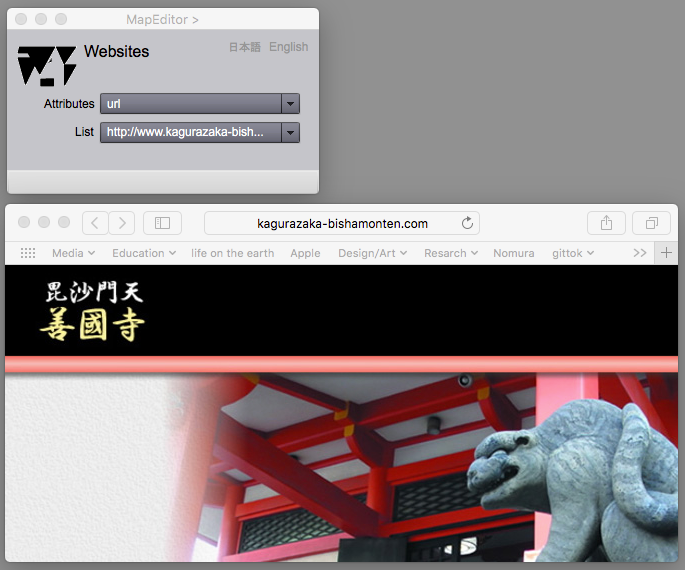 MapEditor >
Websites
日本語 English
Attributes url
List http://www.kagurazaka-bish...
kagurazaka-bishamonten.com
Media Education life on the earth Apple Design/Art Resarch Nomura gittok >> +
毘沙門天
善國寺